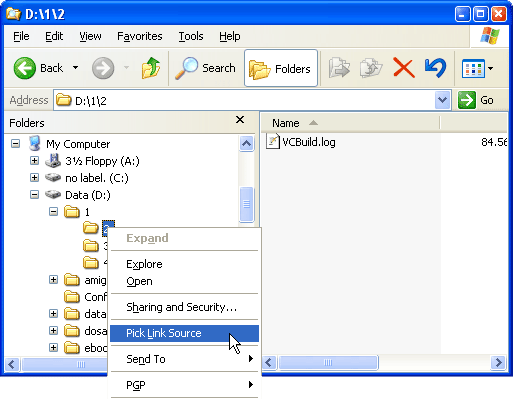 D:\1\2
File Edit View Favorites Tools Help
Back Search Folders
Address D:\1\2 Go
Folders
Name
My Computer
VCBuild.log 84.56
3½ Floppy (A:)
no label. (C:)
Data (D:)
1
2
3
4
Expand
Explore
Open
Sharing and Security...
Pick Link Source
Send To
PGP
amig
Conf
data
dosa
eboo